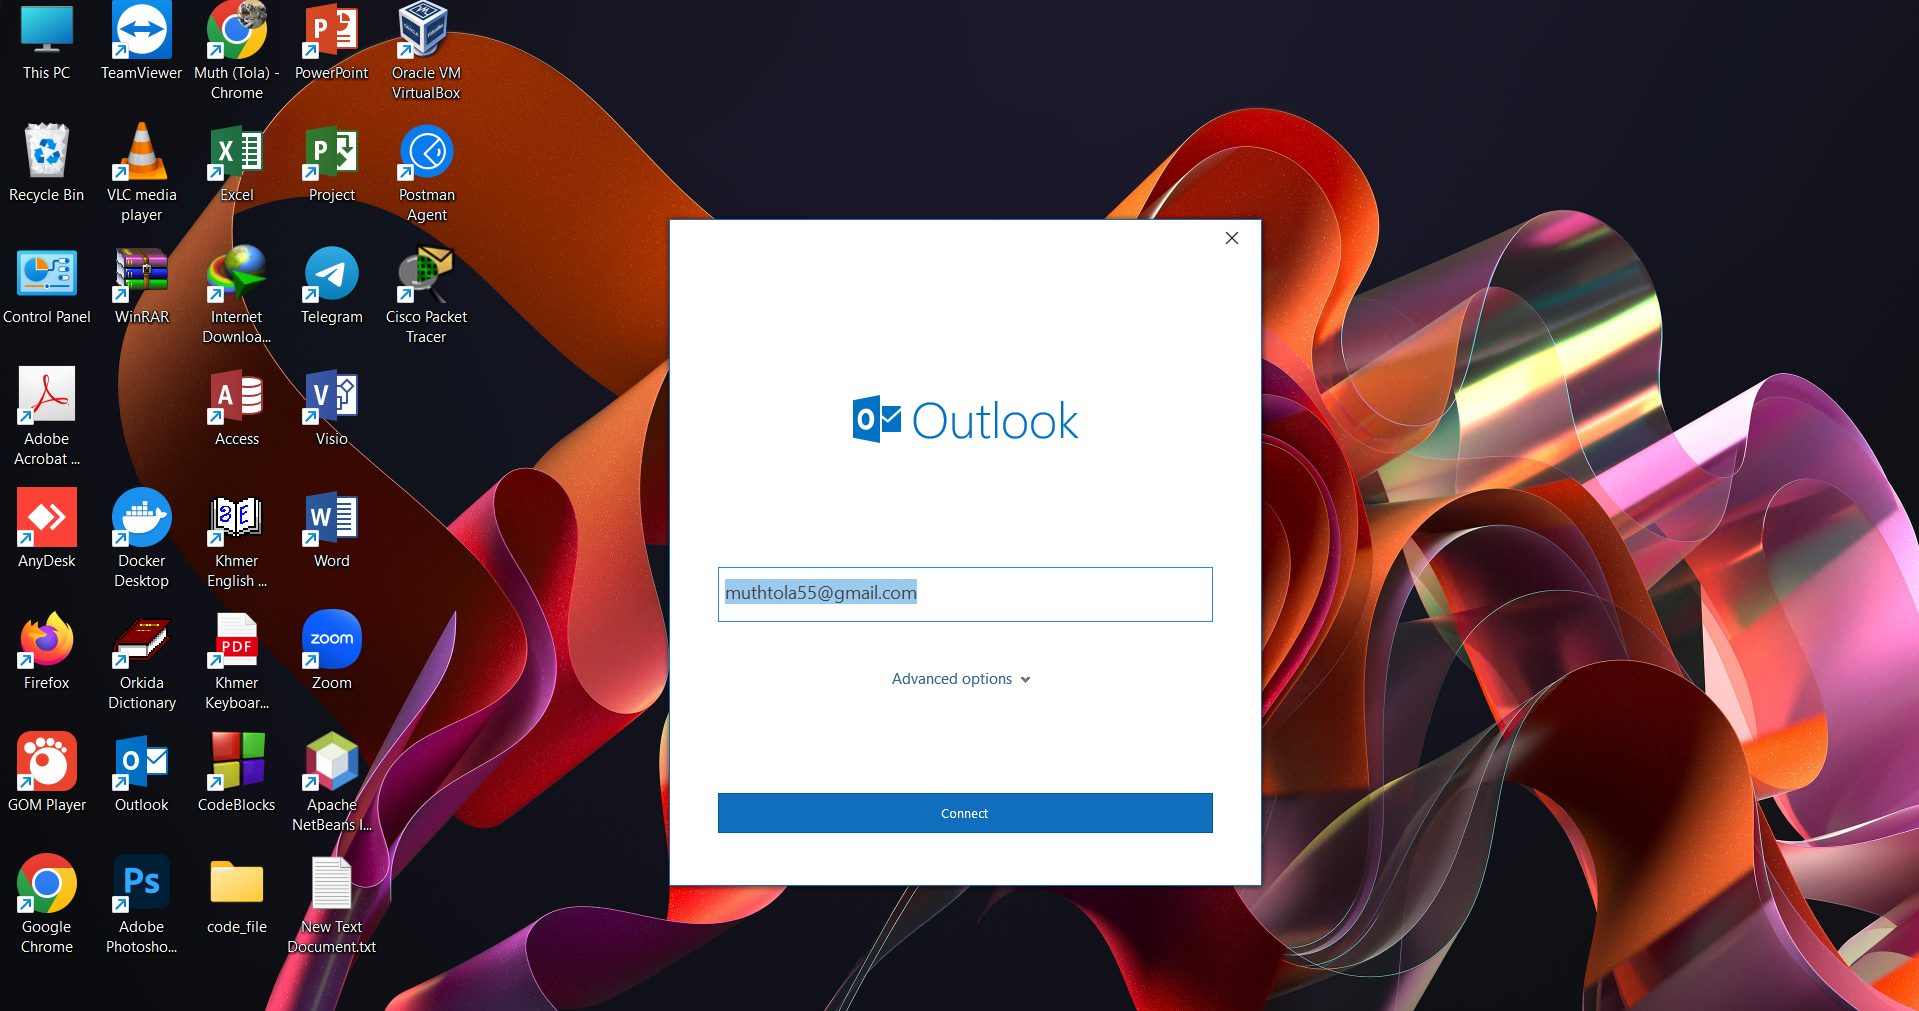 This PC
TeamViewer
Muth (Tola) -
Chrome
PowerPoint
Oracle VM
VirtualBox
Recycle Bin
VLC media
player
Excel
Project
Postman
Agent
Control Panel
WinRAR
Internet
Downloa...
Telegram
Cisco Packet
Tracer
Adobe
Acrobat ...
Access
Visio
AnyDesk
Docker
Desktop
Khmer
English ...
Word
Firefox
Orkida
Dictionary
PDF
Khmer
Keyboar...
zoom
Zoom
GOM Player
Outlook
CodeBlocks
Apache
NetBeans I...
Google
Chrome
Ps
Adobe
Photosho...
code_file
New Text
Document.txt
Outlook
muthtola55@gmail.com
Advanced options
Connect